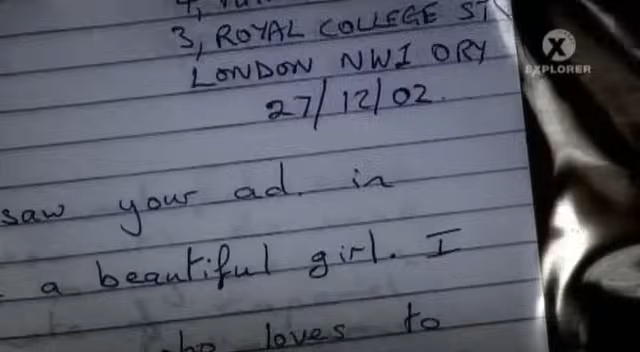 3, ROYAL COLLEGE ST
LONDON NW1 0RY
27/12/02.
saw your ad. in
a beautiful girl. I
loves to
X
EXPLORER